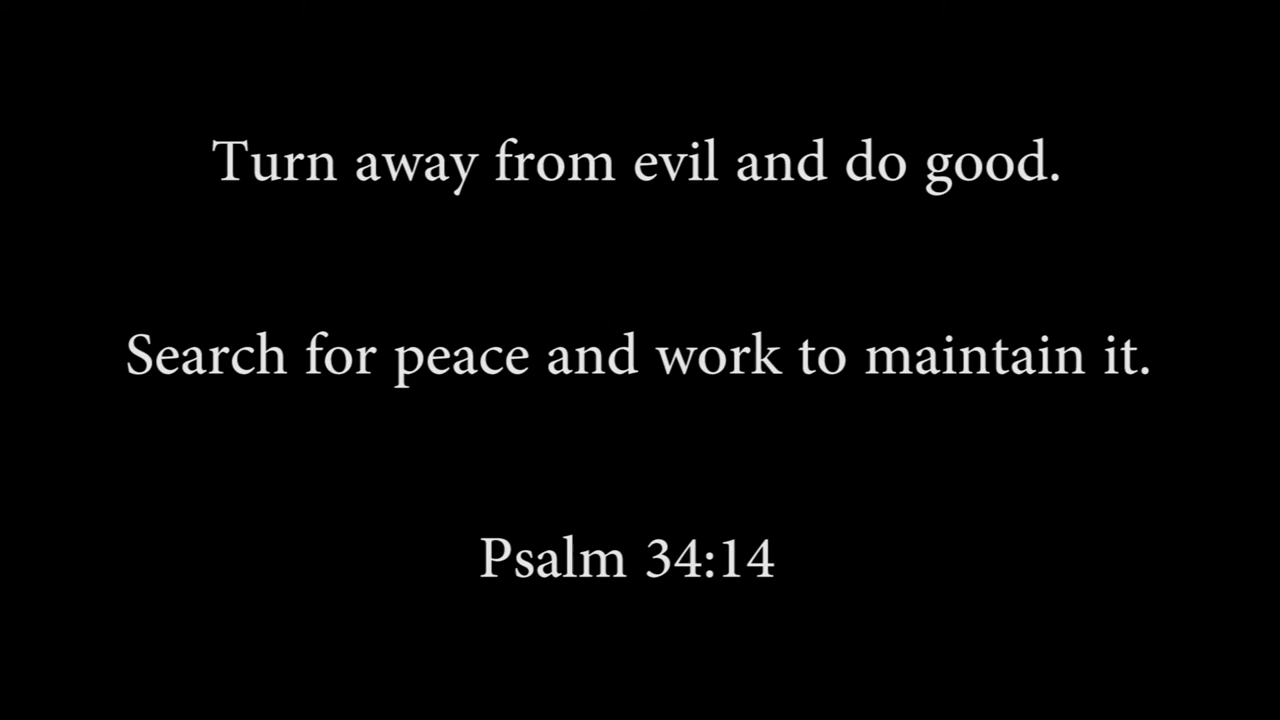 Turn away from evil and do good.
Search for peace and work to maintain it.
Psalm 34:14